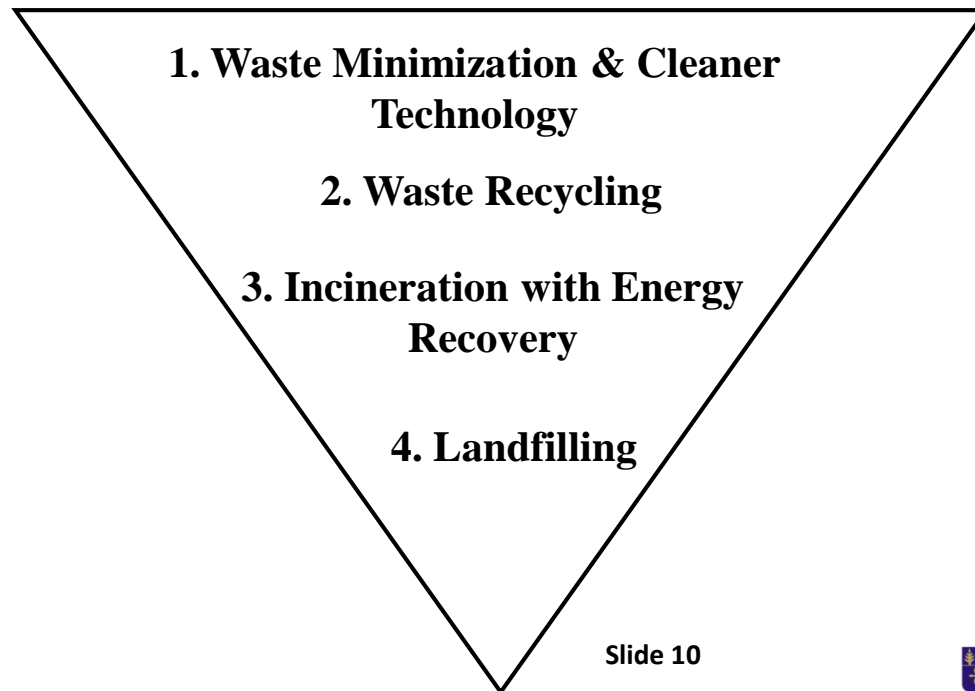 1. Waste Minimization & Cleaner
Technology
2. Waste Recycling
3. Incineration with Energy
Recovery
4. Landfilling
Slide 10